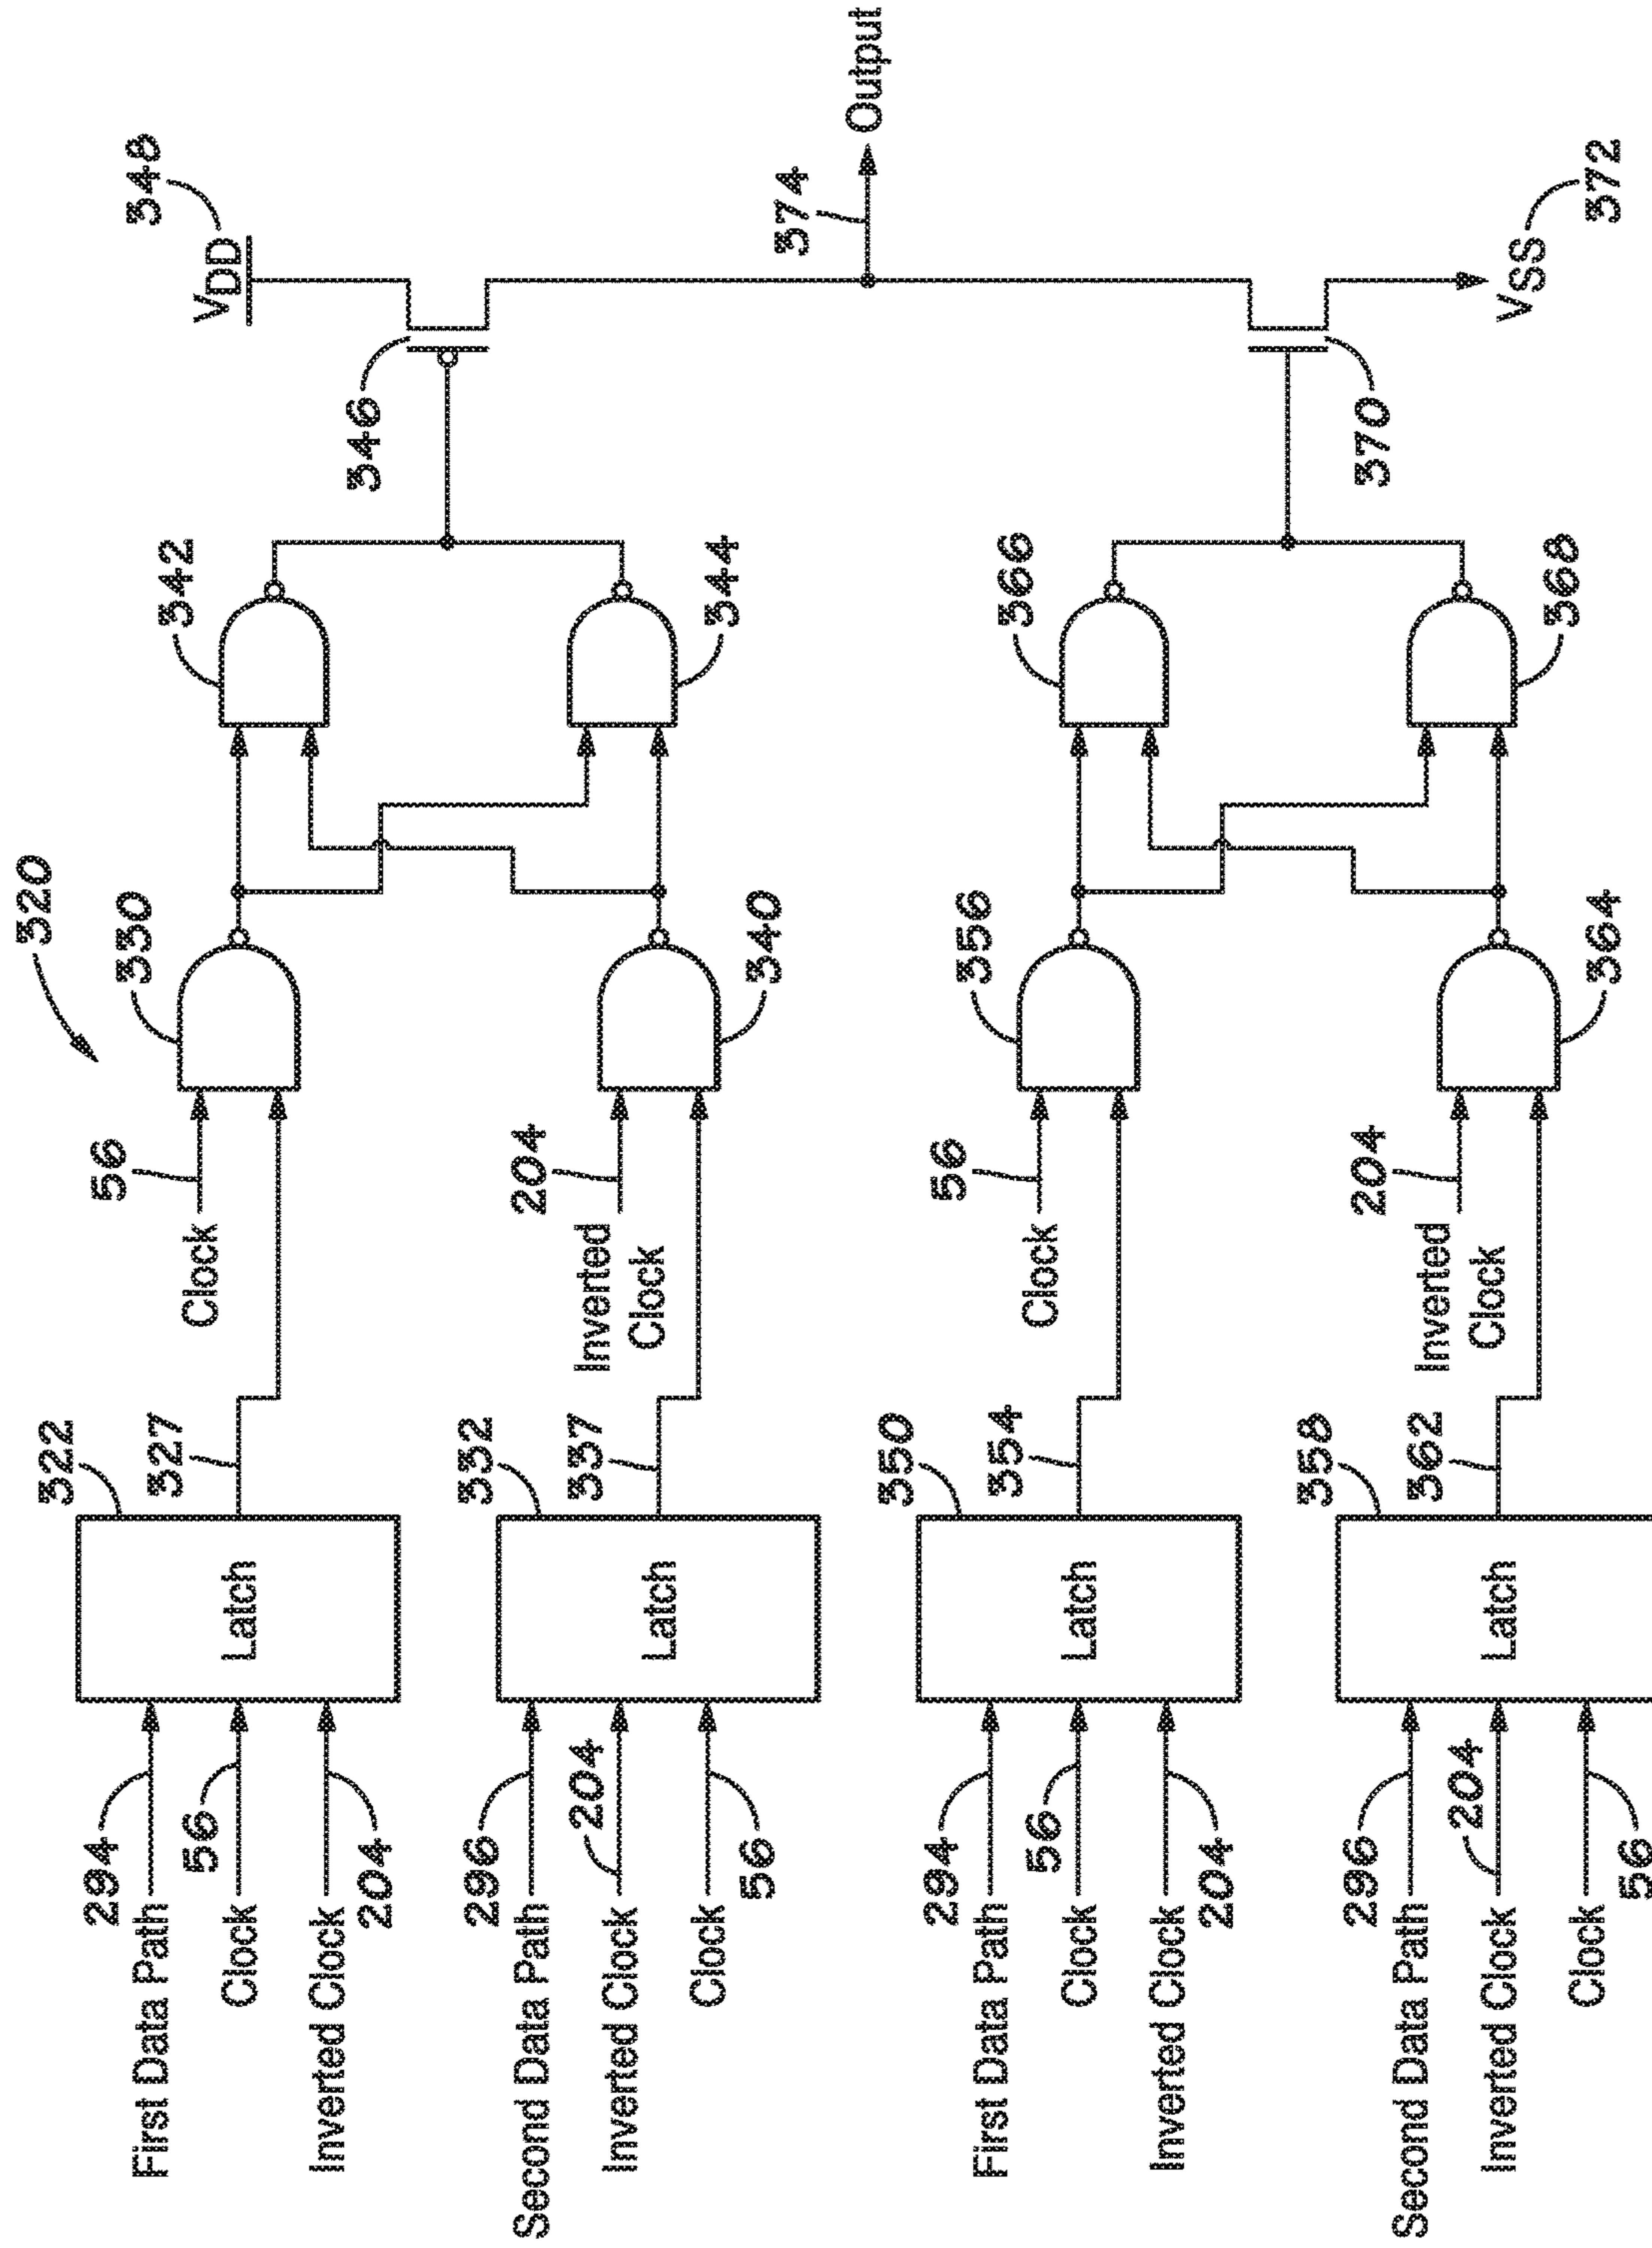 320
First Data Path
294
Clock
56
Inverted Clock
204
Latch
322
327
Clock
56
330
342
Second Data Path
296
Inverted Clock
204
Clock
56
Latch
332
337
Inverted
Clock
204
340
344
346
VDD
348
First Data Path
294
Clock
56
Inverted Clock
204
Latch
350
354
Clock
56
356
366
Second Data Path
296
Inverted Clock
204
Clock
56
Latch
358
362
Inverted
Clock
204
364
368
370
VSS
372
374
Output